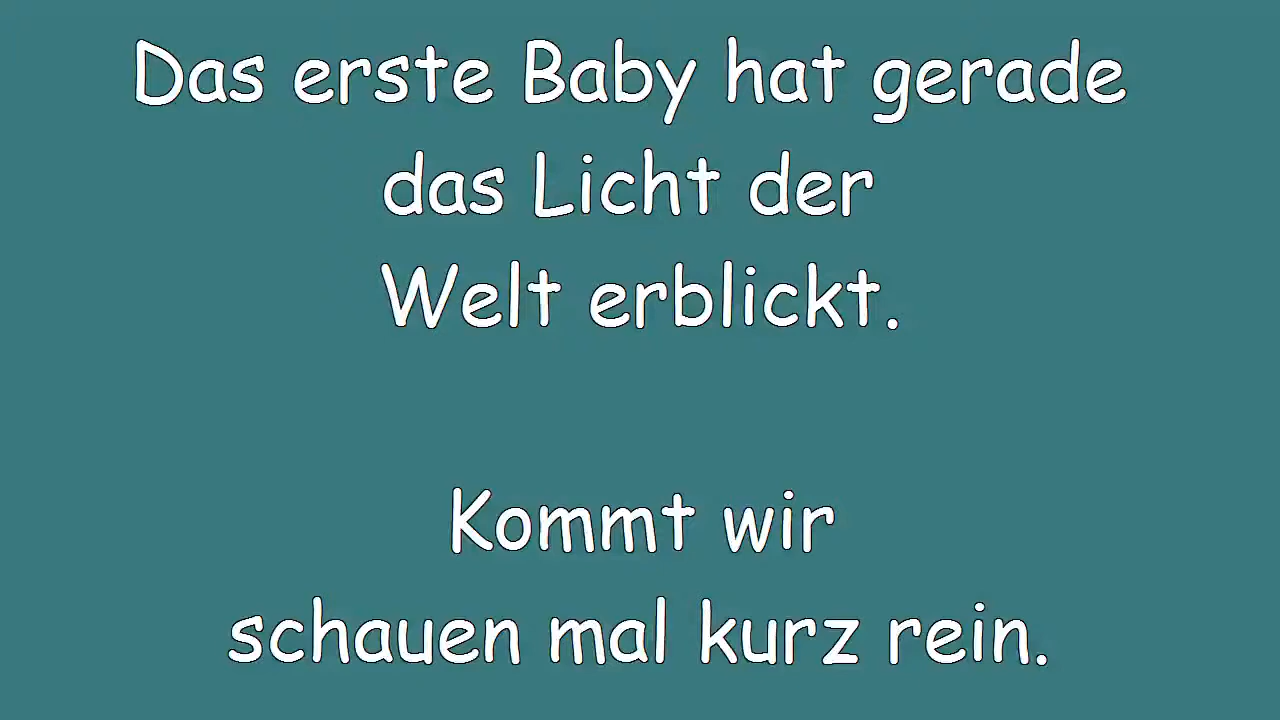 Das erste Baby hat gerade
das Licht der
Welt erblickt.
Kommt wir
schauen mal kurz rein.